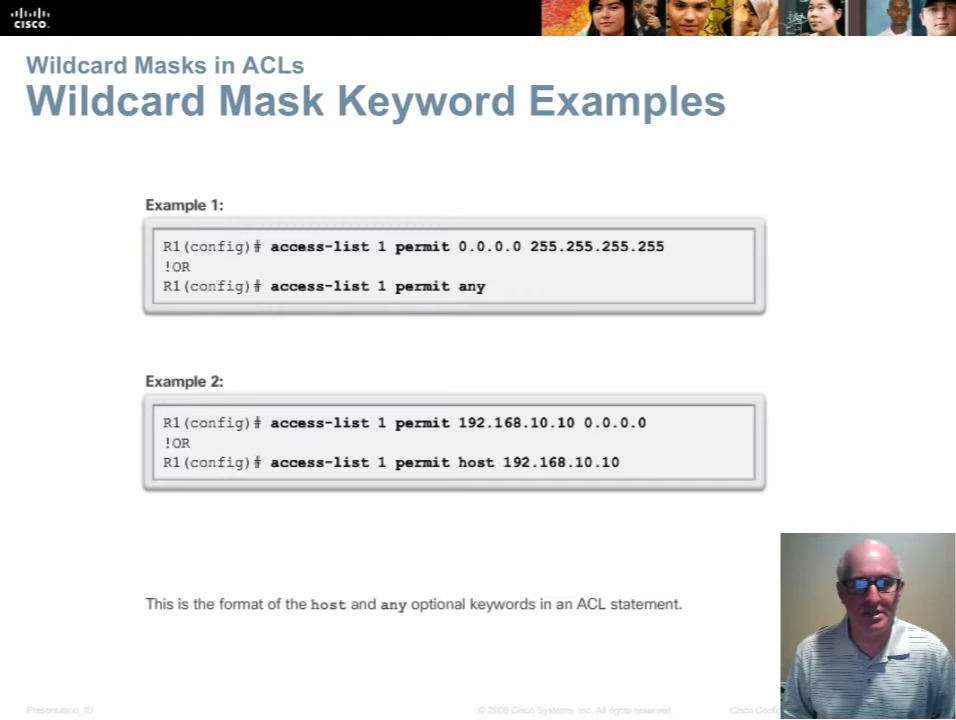 CISCO
Wildcard Masks in ACLs
Wildcard Mask Keyword Examples
Example 1:
R1(config)# access-list 1 permit 0.0.0.0 255.255.255.255
!OR
R1(config)# access-list 1 permit any
Example 2:
R1(config)# access-list 1 permit 192.168.10.10 0.0.0.0
!OR
R1(config)# access-list 1 permit host 192.168.10.10
This is the format of the host and any optional keywords in an ACL statement.
Presentation_ID
© 2008 Cisco Systems, Inc. All rights reserved.
Cisco